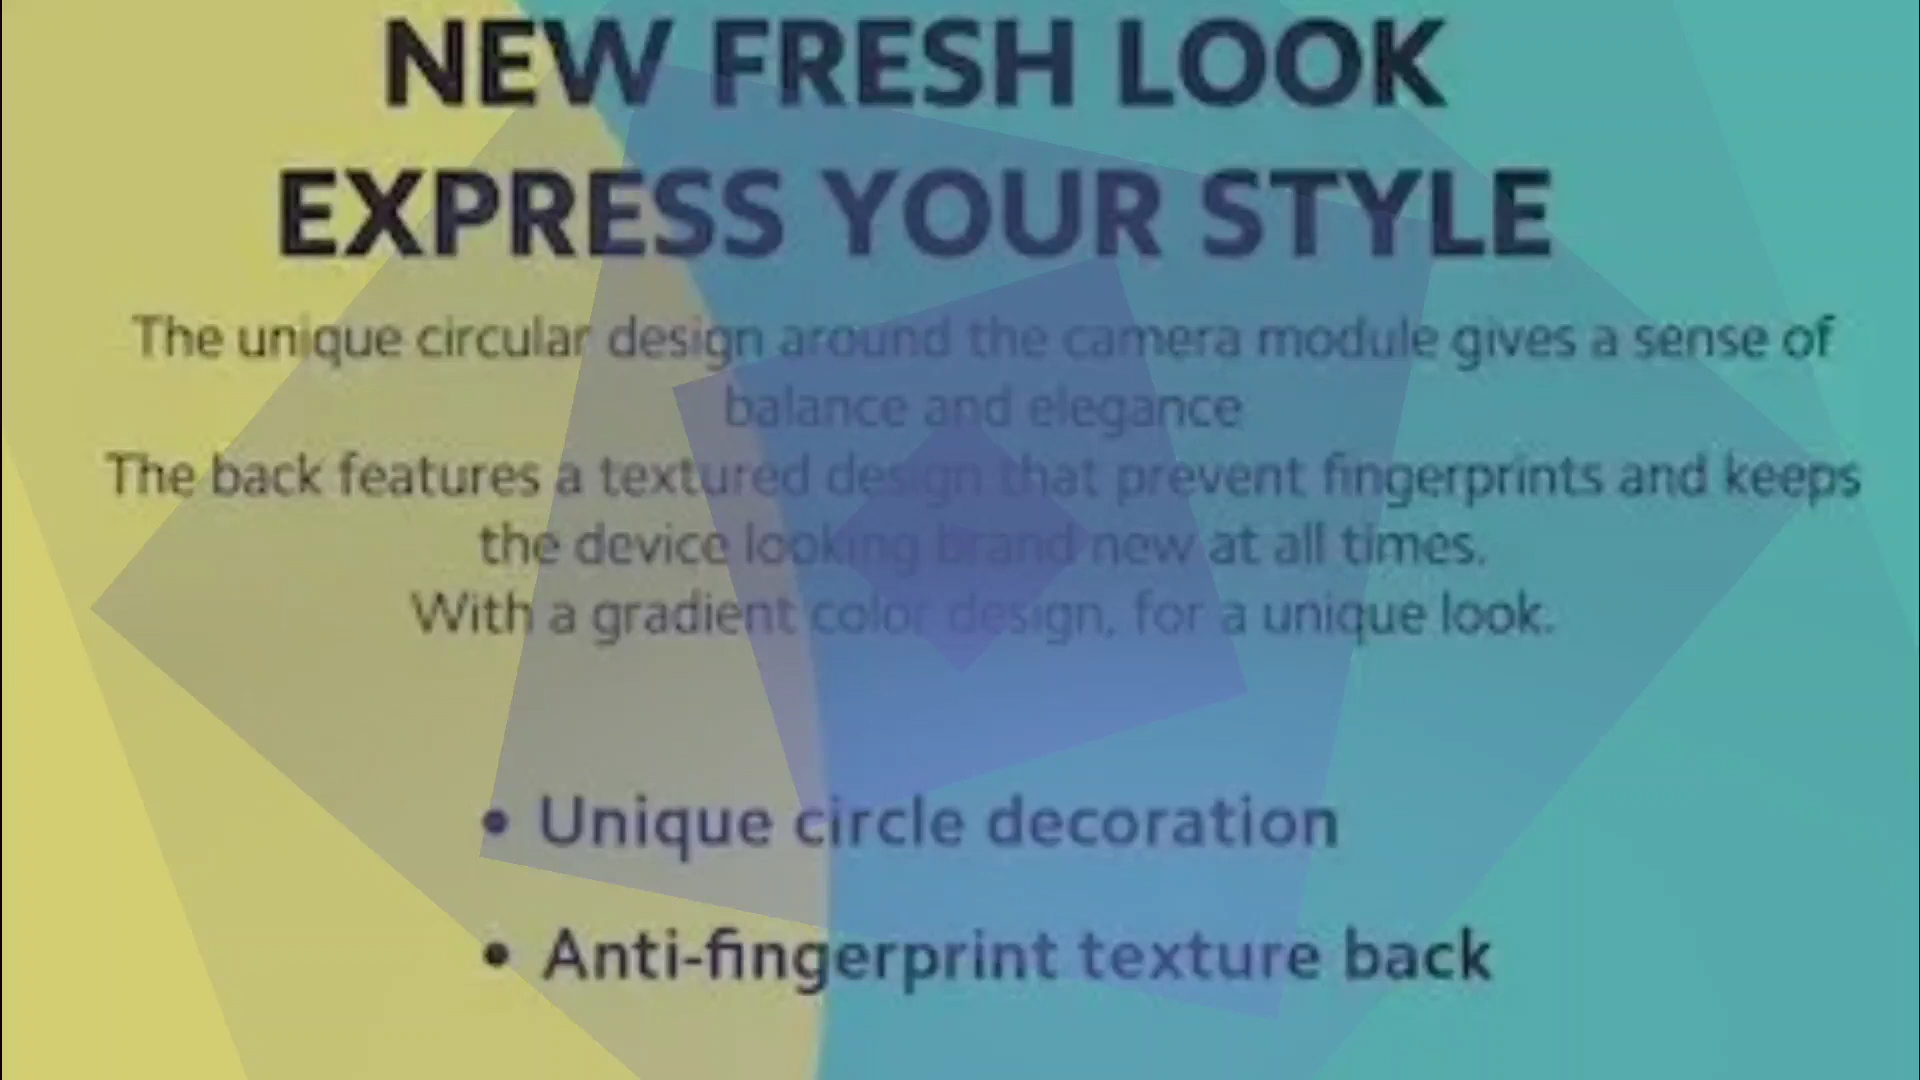 NEW FRESH LOOK
EXPRESS YOUR STYLE
The unique circular design around the camera module gives a sense of
balance and elegance
The back features a textured design that prevent fingerprints and keeps
the device looking brand new at all times.
With a gradient color design, for a unique look.
• Unique circle decoration
• Anti-fingerprint texture back